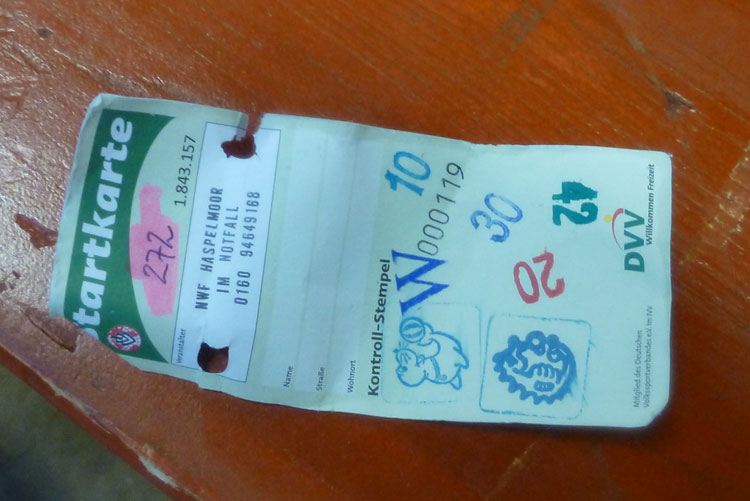 Startkarte
272
1.843.157
Veranstalter
NWF HASPELMOOR
IM NOTFALL
0160 94649168
Name
Straße
Wohnort
Kontroll-Stempel
W000119
10
30
20
42
DVV
Willkommen Freizeit
Mitglied des Deutschen
Volkssportverbandes e.V. im IVV